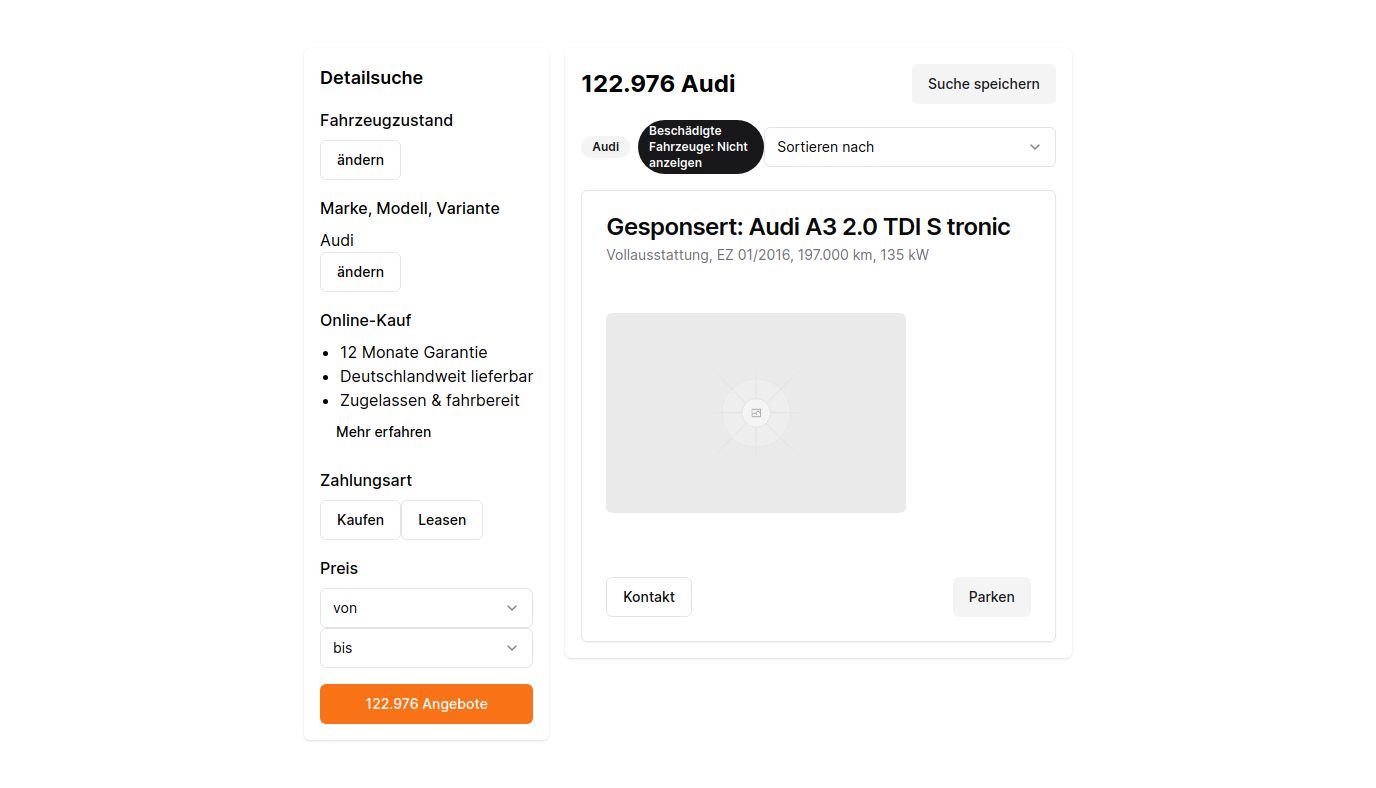 Detailsuche
Fahrzeugzustand
ändern
Marke, Modell, Variante
Audi
ändern
Online-Kauf
12 Monate Garantie
Deutschlandweit lieferbar
Zugelassen & fahrbereit
Mehr erfahren
Zahlungsart
Kaufen
Leasen
Preis
von
bis
122.976 Angebote
122.976 Audi
Suche speichern
Audi
Beschädigte
Fahrzeuge: Nicht
anzeigen
Sortieren nach
Gesponsert: Audi A3 2.0 TDI S tronic
Vollausstattung, EZ 01/2016, 197.000 km, 135 kW
Kontakt
Parken